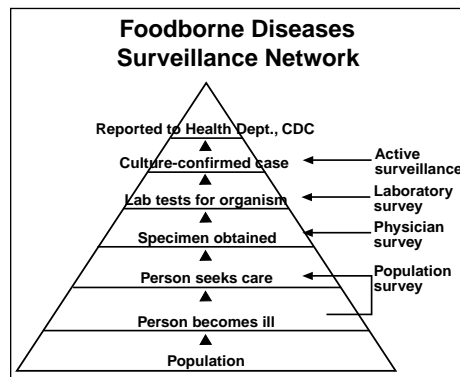 Foodborne Diseases
Surveillance Network
Reported to Health Dept., CDC
Culture-confirmed case
Lab tests for organism
Specimen obtained
Person seeks care
Person becomes ill
Population
Active
surveillance
Laboratory
survey
Physician
survey
Population
survey